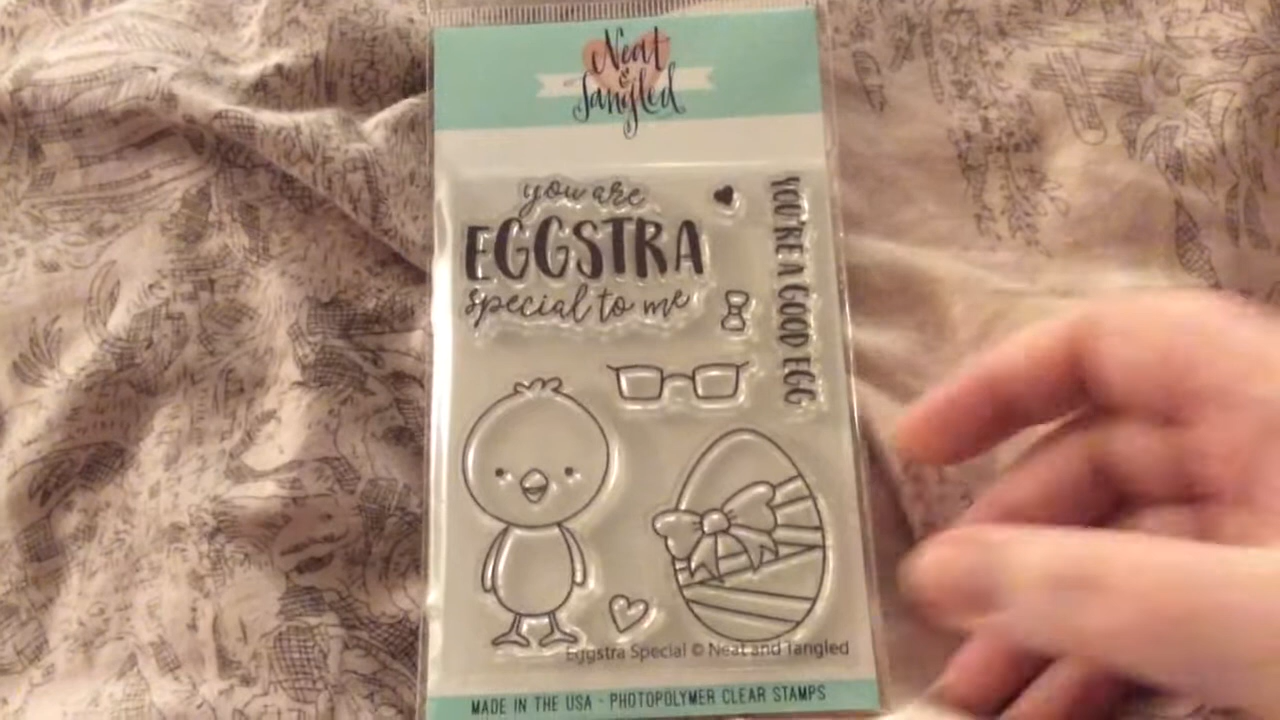 Neat
&
Tangled
you are
EGGSTRA
special to me
YOU'RE A GOOD EGG
Eggstra Special © Neat and Tangled
MADE IN THE USA - PHOTOPOLYMER CLEAR STAMPS